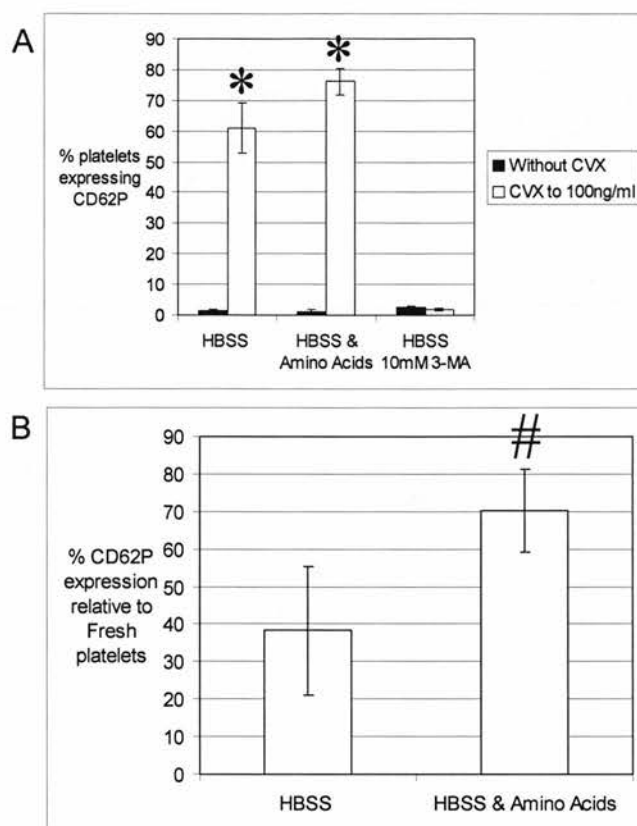 A
90
80
70
60
50
40
30
20
10
0
% platelets
expressing
CD62P
*
*
HBSS
HBSS &
Amino Acids
HBSS
10mM 3-MA
Without CVX
CVX to 100ng/ml
B
90
80
70
60
50
40
30
20
10
0
% CD62P
expression
relative to
Fresh
platelets
#
HBSS
HBSS & Amino Acids